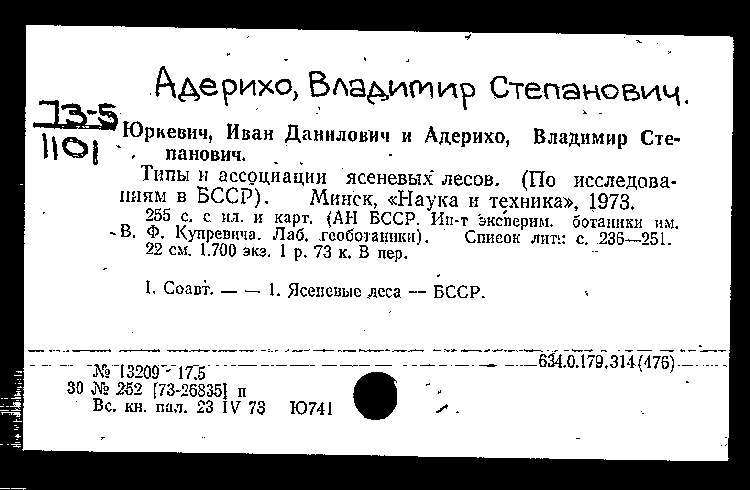 Адерихо, Владимир Степанович.
73-5
1101
Юркевич, Иван Данилович и Адерихо, Владимир Сте-
панович.
Типы и ассоциации ясеневых лесов. (По исследова-
ниям в БССР). Минск, «Наука и техника», 1973.
255 с. с ил. и карт. (АН БССР. Ин-т эксперим. ботаники им.
В. Ф. Купревича. Лаб. геоботаники). Список лит.: с. 236—251.
22 см. 1.700 экз. 1 р. 73 к. В пер.
I. Соавт. — — 1. Ясеневые леса — БССР.
634.0.179.314(476)
№ 13209 - 17.5
30 № 252 [73-26835] п
Вс. кн. пал. 23 IV 73 Ю741